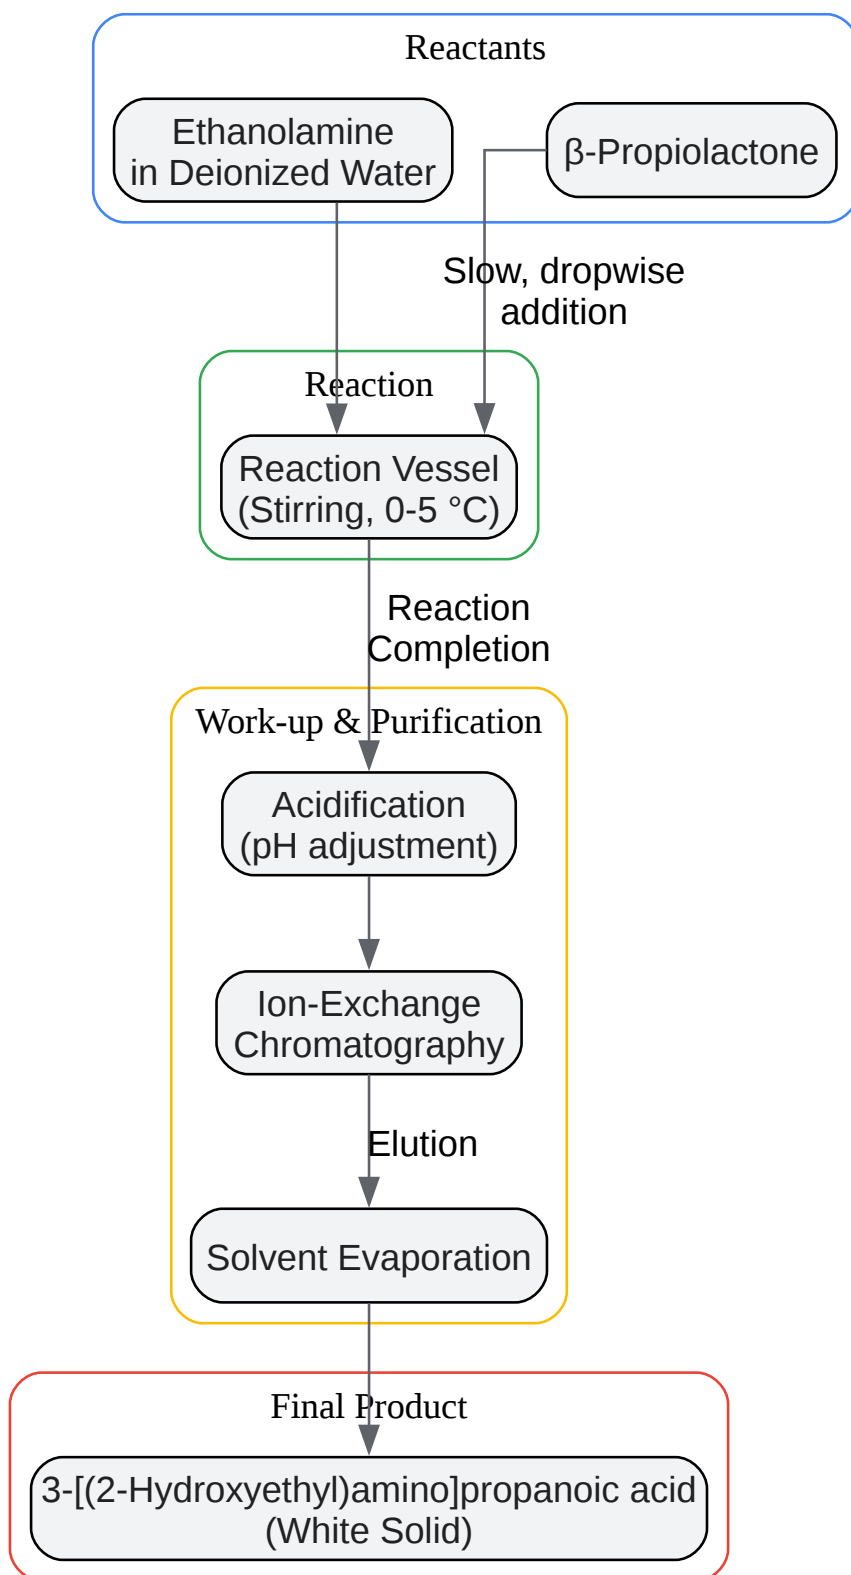 Reactants
Ethanolamine
in Deionized Water
β-Propiolactone
Slow, dropwise
addition
Reaction
Reaction Vessel
(Stirring, 0-5 °C)
Reaction
Completion
Work-up & Purification
Acidification
(pH adjustment)
Ion-Exchange
Chromatography
Elution
Solvent Evaporation
Final Product
3-[(2-Hydroxyethyl)amino]propanoic acid
(White Solid)